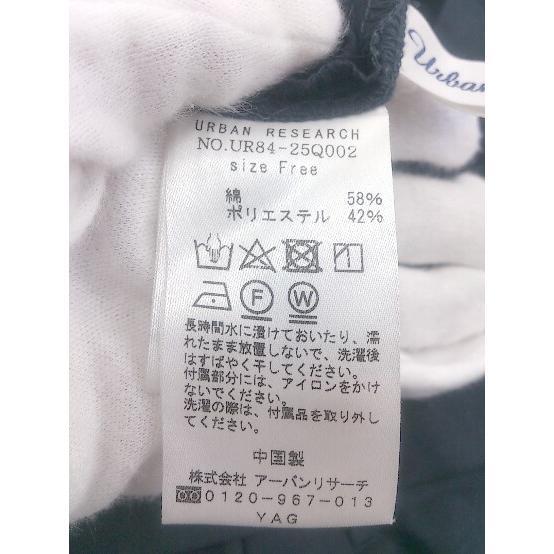 Urban
URBAN RESEARCH
NO.UR84-25Q002
size Free
綿 58%
ポリエステル 42%
F W
長時間水に漬けておいたり、濡
れたまま放置しないで、洗濯後
はすばやく干してください。
付属部分には、アイロンをかけ
ないでください。
洗濯の際は、付属品を取り外し
てください。
中国製
株式会社 アーバンリサーチ
0120-967-013
YAG